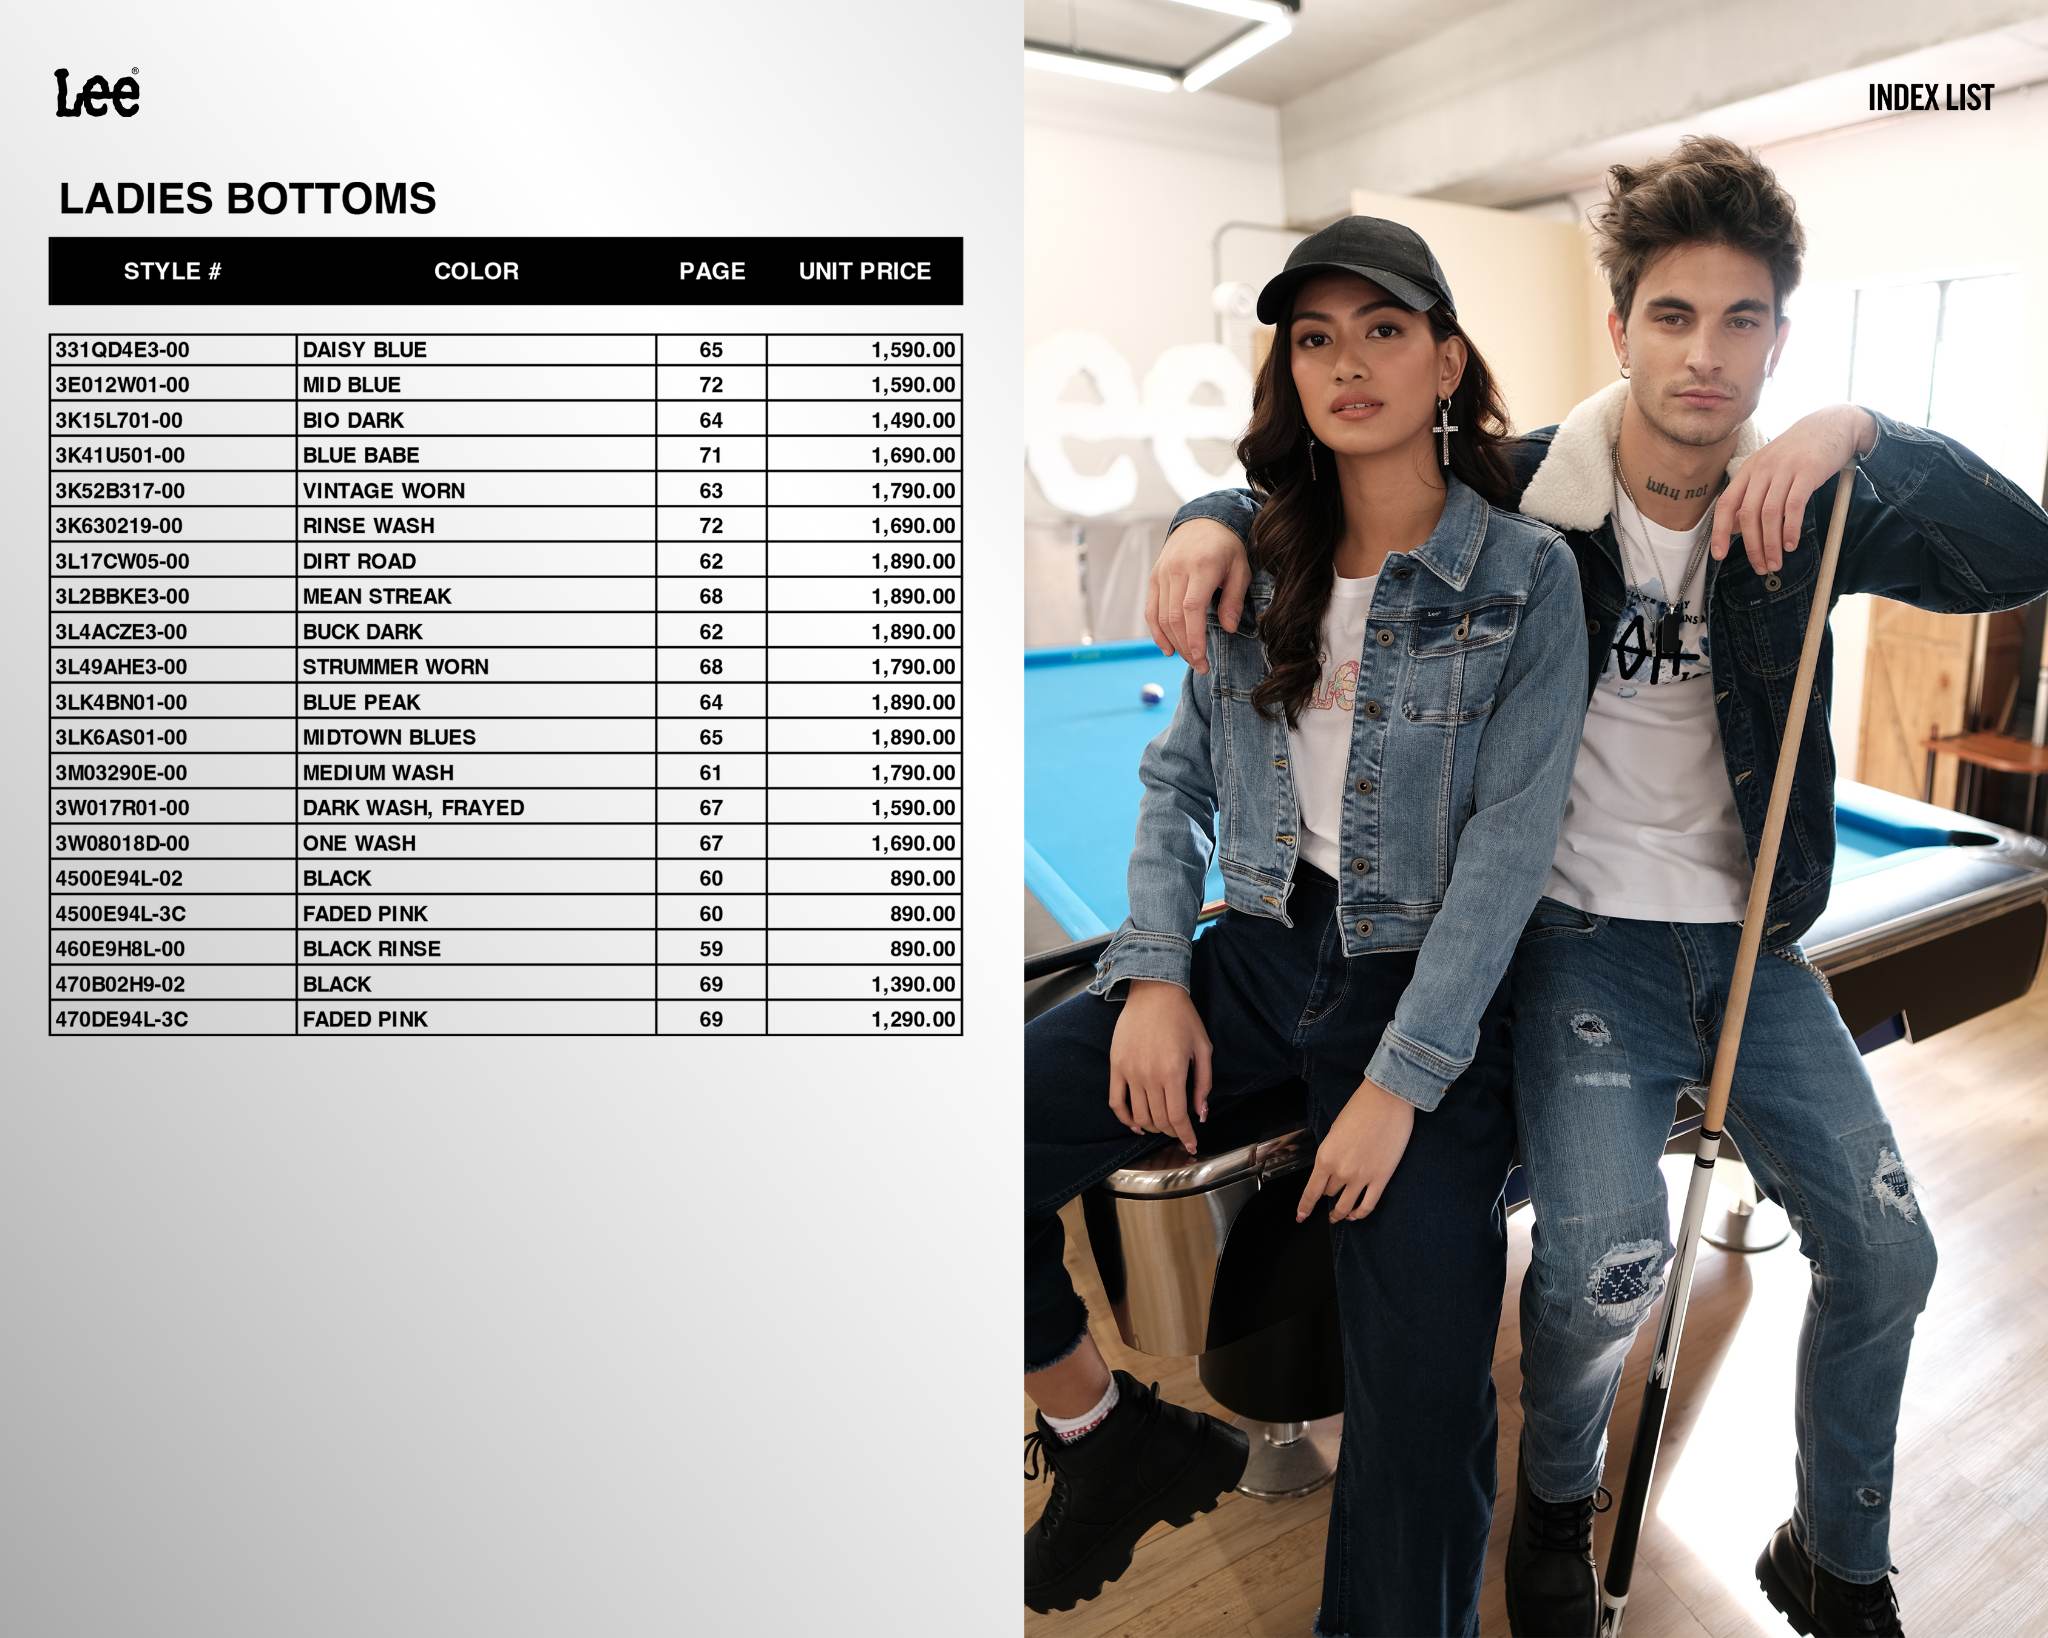 Lee®
INDEX LIST
LADIES BOTTOMS
STYLE # COLOR PAGE UNIT PRICE
331QD4E3-00 DAISY BLUE 65 1,590.00
3E012W01-00 MID BLUE 72 1,590.00
3K15L701-00 BIO DARK 64 1,490.00
3K41U501-00 BLUE BABE 71 1,690.00
3K52B317-00 VINTAGE WORN 63 1,790.00
3K630219-00 RINSE WASH 72 1,690.00
3L17CW05-00 DIRT ROAD 62 1,890.00
3L2BBKE3-00 MEAN STREAK 68 1,890.00
3L4ACZE3-00 BUCK DARK 62 1,890.00
3L49AHE3-00 STRUMMER WORN 68 1,790.00
3LK4BN01-00 BLUE PEAK 64 1,890.00
3LK6AS01-00 MIDTOWN BLUES 65 1,890.00
3M03290E-00 MEDIUM WASH 61 1,790.00
3W017R01-00 DARK WASH, FRAYED 67 1,590.00
3W08018D-00 ONE WASH 67 1,690.00
4500E94L-02 BLACK 60 890.00
4500E94L-3C FADED PINK 60 890.00
460E9H8L-00 BLACK RINSE 59 890.00
470B02H9-02 BLACK 69 1,390.00
470DE94L-3C FADED PINK 69 1,290.00
ee
why not
Lee